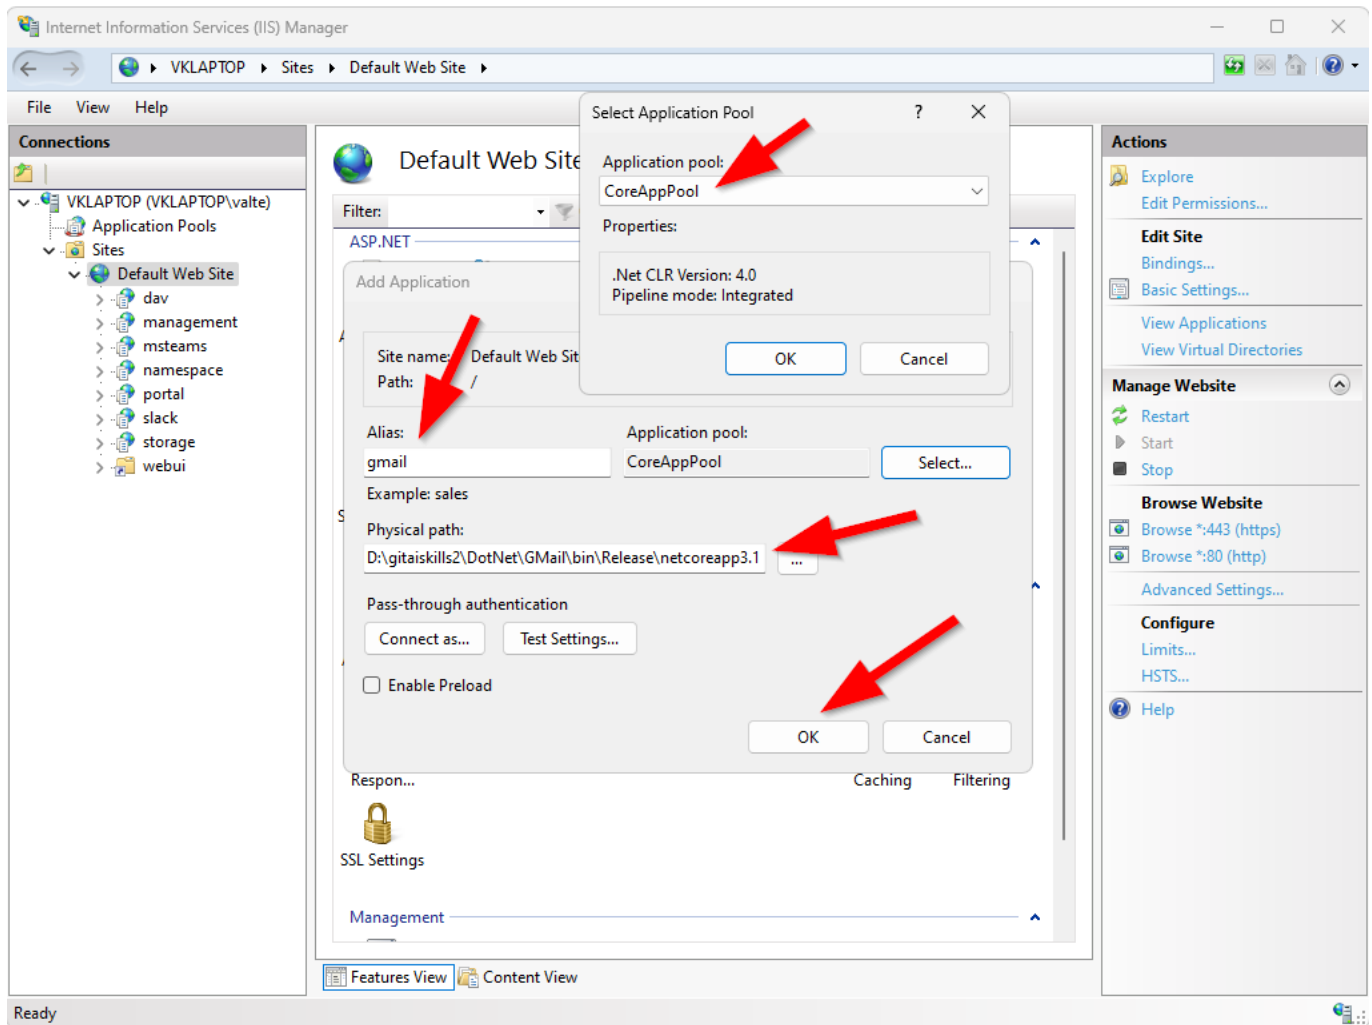 Internet Information Services (IIS) Manager
VKLAPTOP Sites Default Web Site
File View Help
Connections
VKLAPTOP (VKLAPTOP\valte)
Application Pools
Sites
Default Web Site
dav
management
msteams
namespace
portal
slack
storage
webui
Default Web Site
Filter:
ASP.NET
Add Application
Site name: Default Web Sit
Path: /
Alias:
gmail
Example: sales
Application pool:
CoreAppPool
Select...
Physical path:
D:\gitaiskills2\DotNet\GMail\bin\Release\netcoreapp3.1
...
Pass-through authentication
Connect as... Test Settings...
Enable Preload
OK Cancel
Respon... Caching Filtering
SSL Settings
Management
Features View Content View
Select Application Pool ?
Application pool:
CoreAppPool
Properties:
.Net CLR Version: 4.0
Pipeline mode: Integrated
OK Cancel
Actions
Explore
Edit Permissions...
Edit Site
Bindings...
Basic Settings...
View Applications
View Virtual Directories
Manage Website
Restart
Start
Stop
Browse Website
Browse *:443 (https)
Browse *:80 (http)
Advanced Settings...
Configure
Limits...
HSTS...
Help
Ready